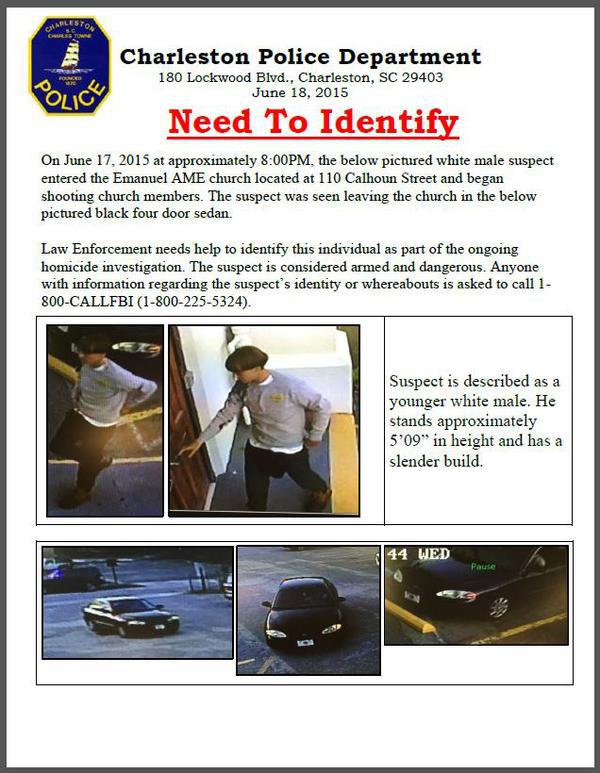 CHARLESTON
S.C.
CHARLES TOWNE
FOUNDED
1670
POLICE
Charleston Police Department
180 Lockwood Blvd., Charleston, SC 29403
June 18, 2015
Need To Identify
On June 17, 2015 at approximately 8:00PM, the below pictured white male suspect
entered the Emanuel AME church located at 110 Calhoun Street and began
shooting church members. The suspect was seen leaving the church in the below
pictured black four door sedan.
Law Enforcement needs help to identify this individual as part of the ongoing
homicide investigation. The suspect is considered armed and dangerous. Anyone
with information regarding the suspect's identity or whereabouts is asked to call 1-
800-CALLFBI (1-800-225-5324).
Suspect is described as a
younger white male. He
stands approximately
5’09” in height and has a
slender build.
44 WED
Pause